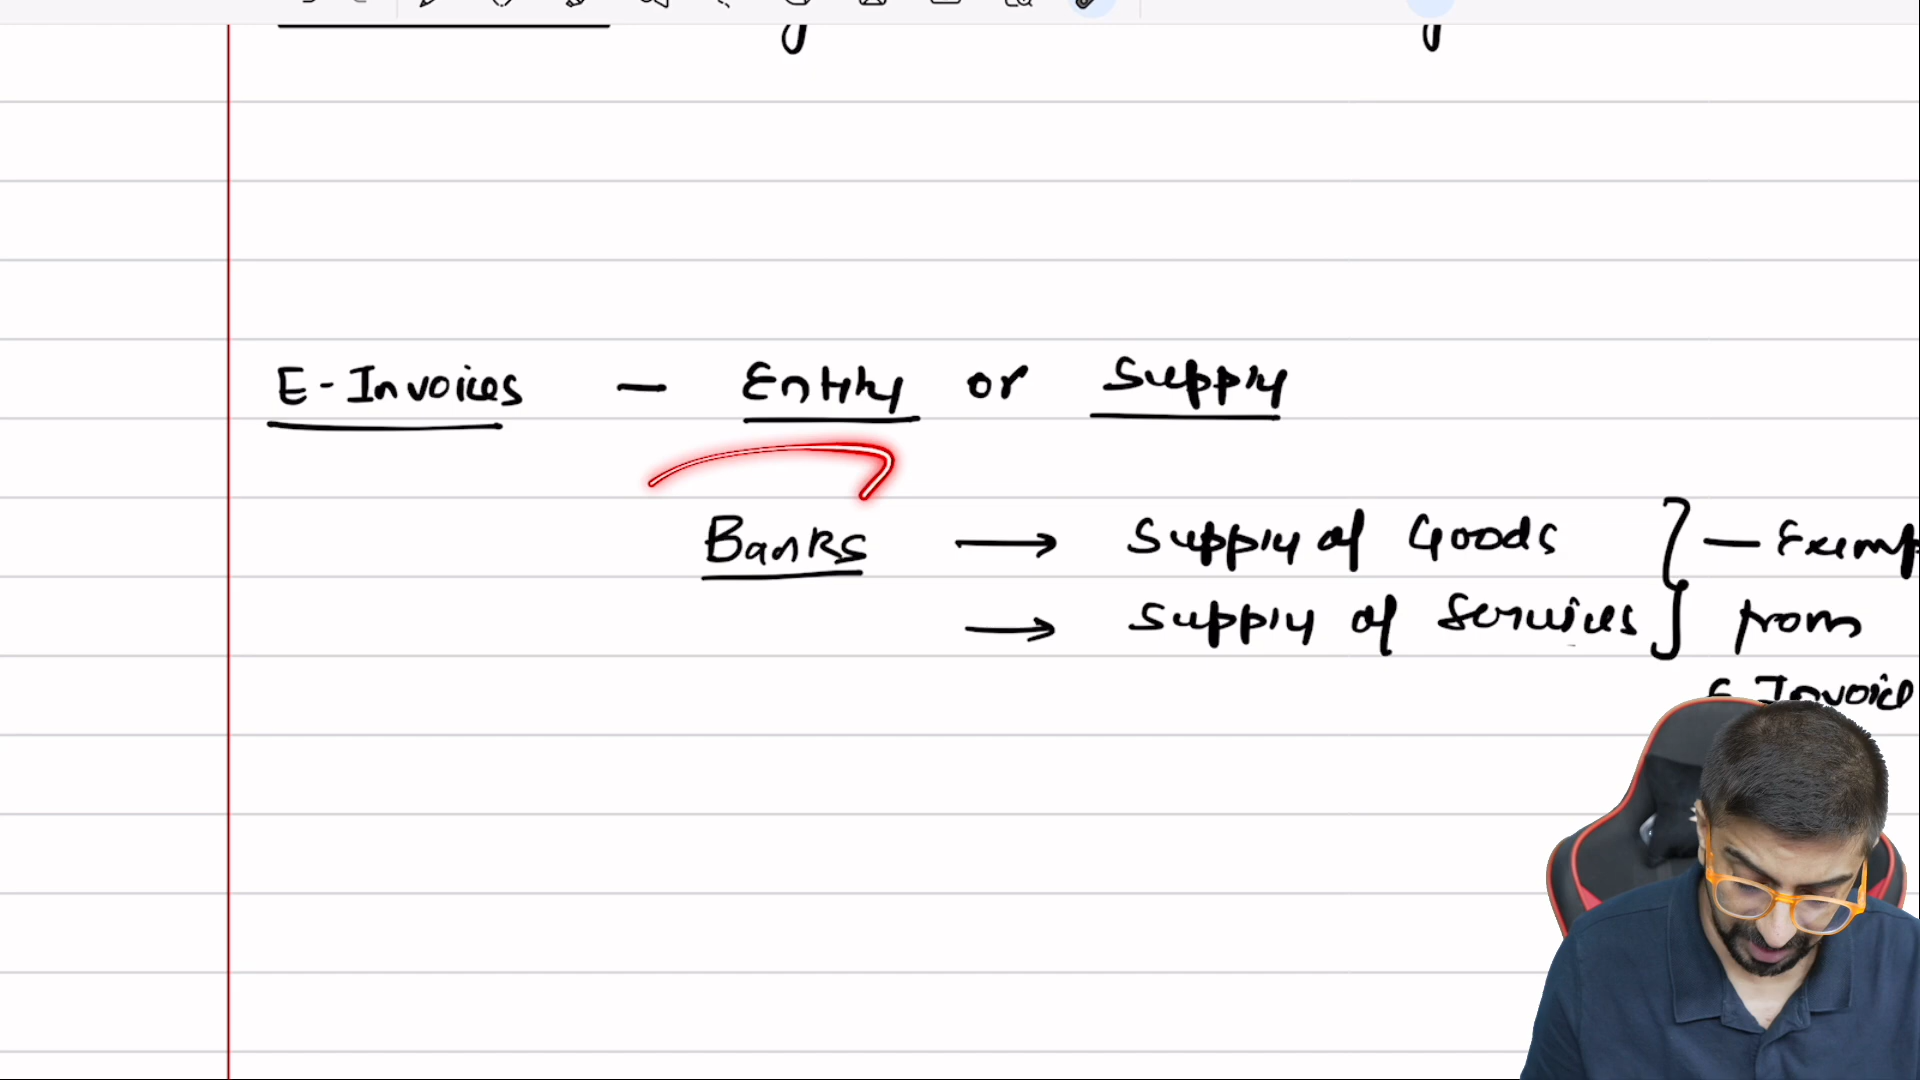 E-Invoices — Entity or Supply
Banks → Supply of Goods — Exemp
→ Supply of Services from
E-Invoice